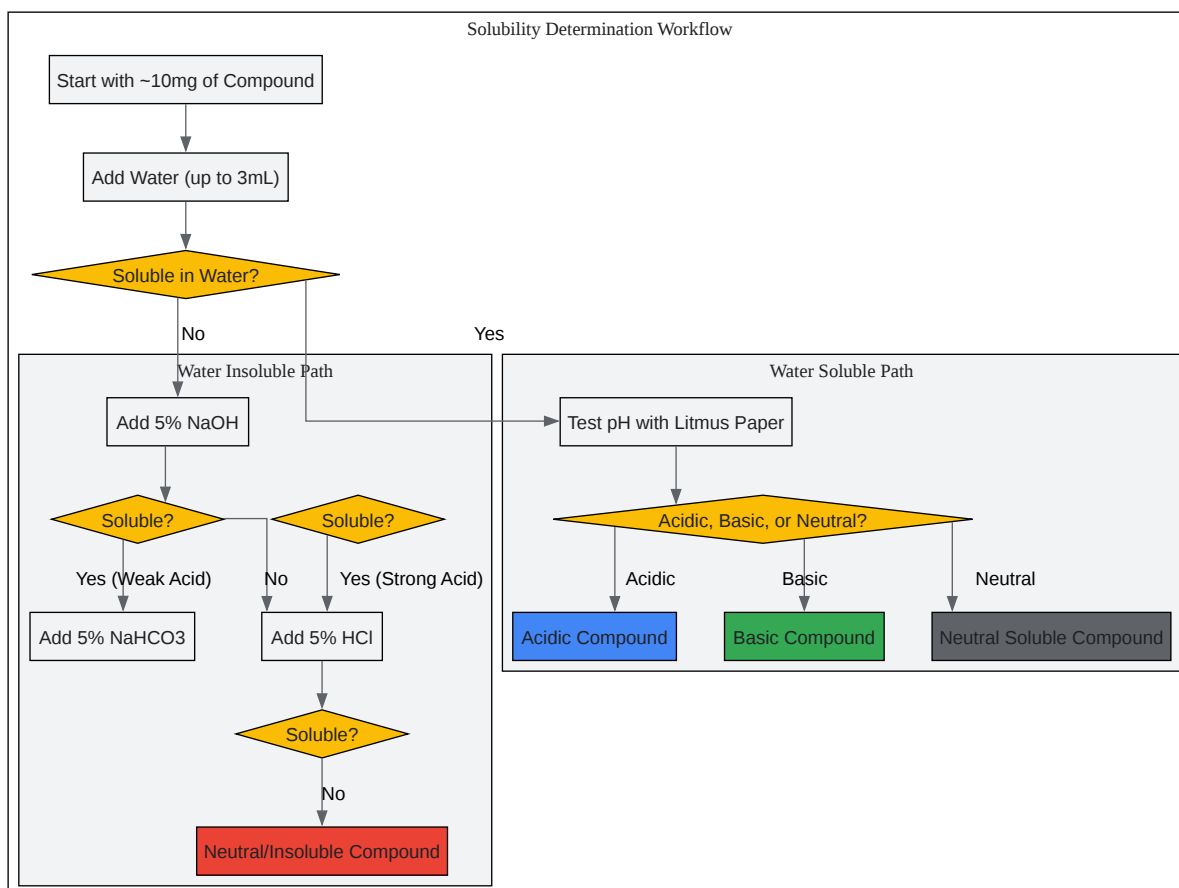 Solubility Determination Workflow
Start with ~10mg of Compound
Add Water (up to 3mL)
Soluble in Water?
No
Yes
Water Insoluble Path
Water Soluble Path
Add 5% NaOH
Test pH with Litmus Paper
Soluble?
Soluble?
Acidic, Basic, or Neutral?
Yes (Weak Acid)
No
Yes (Strong Acid)
Acidic
Basic
Neutral
Add 5% NaHCO3
Add 5% HCl
Acidic Compound
Basic Compound
Neutral Soluble Compound
Soluble?
No
Neutral/Insoluble Compound